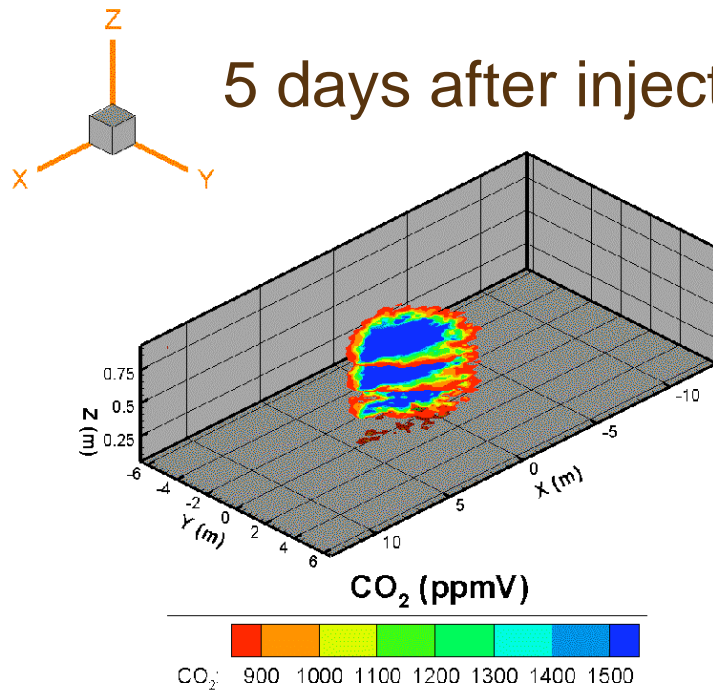 Z
5 days after inject
X
Y
0.75
0.5
0.25
Z (m)
-6
-4
-2
0
2
4
6
Y (m)
-10
-5
0
5
10
X (m)
CO₂ (ppmV)
CO₂: 900 1000 1100 1200 1300 1400 1500